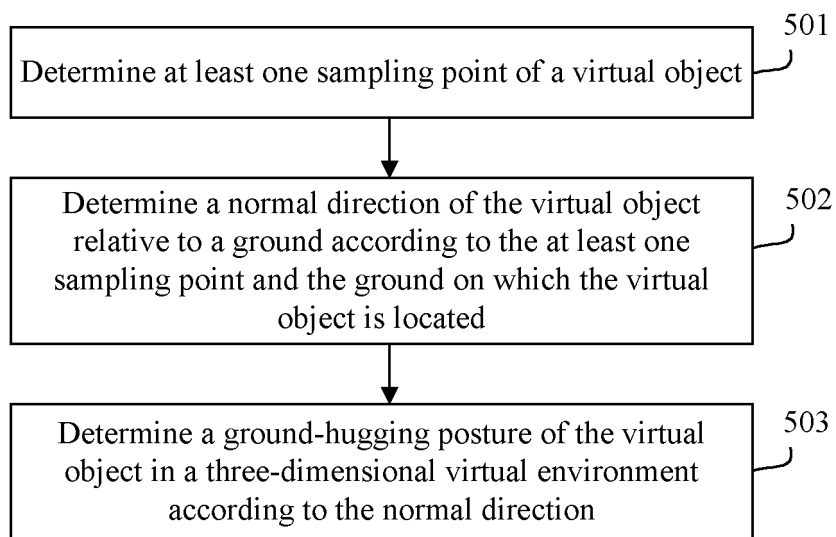 501
Determine at least one sampling point of a virtual object
502
Determine a normal direction of the virtual object
relative to a ground according to the at least one
sampling point and the ground on which the virtual
object is located
503
Determine a ground-hugging posture of the virtual
object in a three-dimensional virtual environment
according to the normal direction